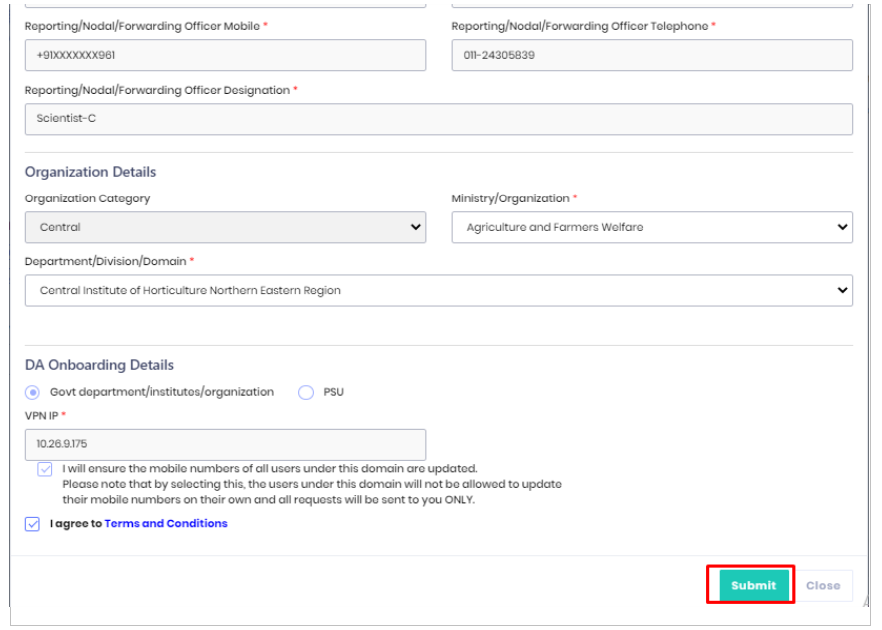 Reporting/Nodal/Forwarding Officer Mobile *
Reporting/Nodal/Forwarding Officer Telephone *
+91XXXXXXX961
011-24305839
Reporting/Nodal/Forwarding Officer Designation *
Scientist-C
Organization Details
Organization Category
Ministry/Organization *
Central
Agriculture and Farmers Welfare
Department/Division/Domain *
Central Institute of Horticulture Northern Eastern Region
DA Onboarding Details
Govt department/institutes/organization
PSU
VPN IP *
10.26.9.175
I will ensure the mobile numbers of all users under this domain are updated.
Please note that by selecting this, the users under this domain will not be allowed to update
their mobile numbers on their own and all requests will be sent to you ONLY.
I agree to Terms and Conditions
Submit
Close